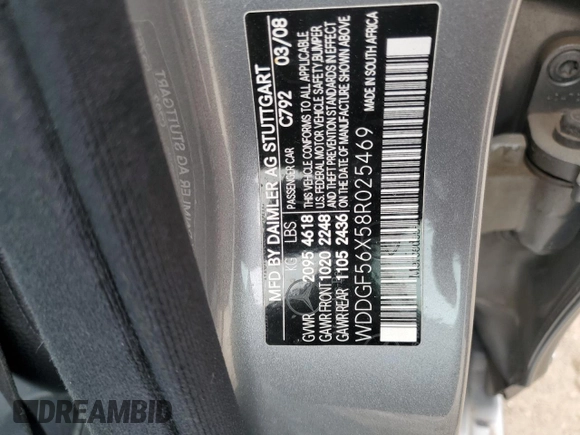 MFD BY DAIMLER AG STUTTGART
PASSENGER CAR C792 03/08
KG LBS
GVWR 2095 4618
GAWR FRONT 1020 2248
GAWR REAR 1105 2436
THIS VEHICLE CONFORMS TO ALL APPLICABLE
U.S. FEDERAL MOTOR VEHICLE SAFETY, BUMPER
AND THEFT PREVENTION STANDARDS IN EFFECT
ON THE DATE OF MANUFACTURE SHOWN ABOVE
WDDGF56X58R025469
MADE IN SOUTH AFRICA
DREAMBID